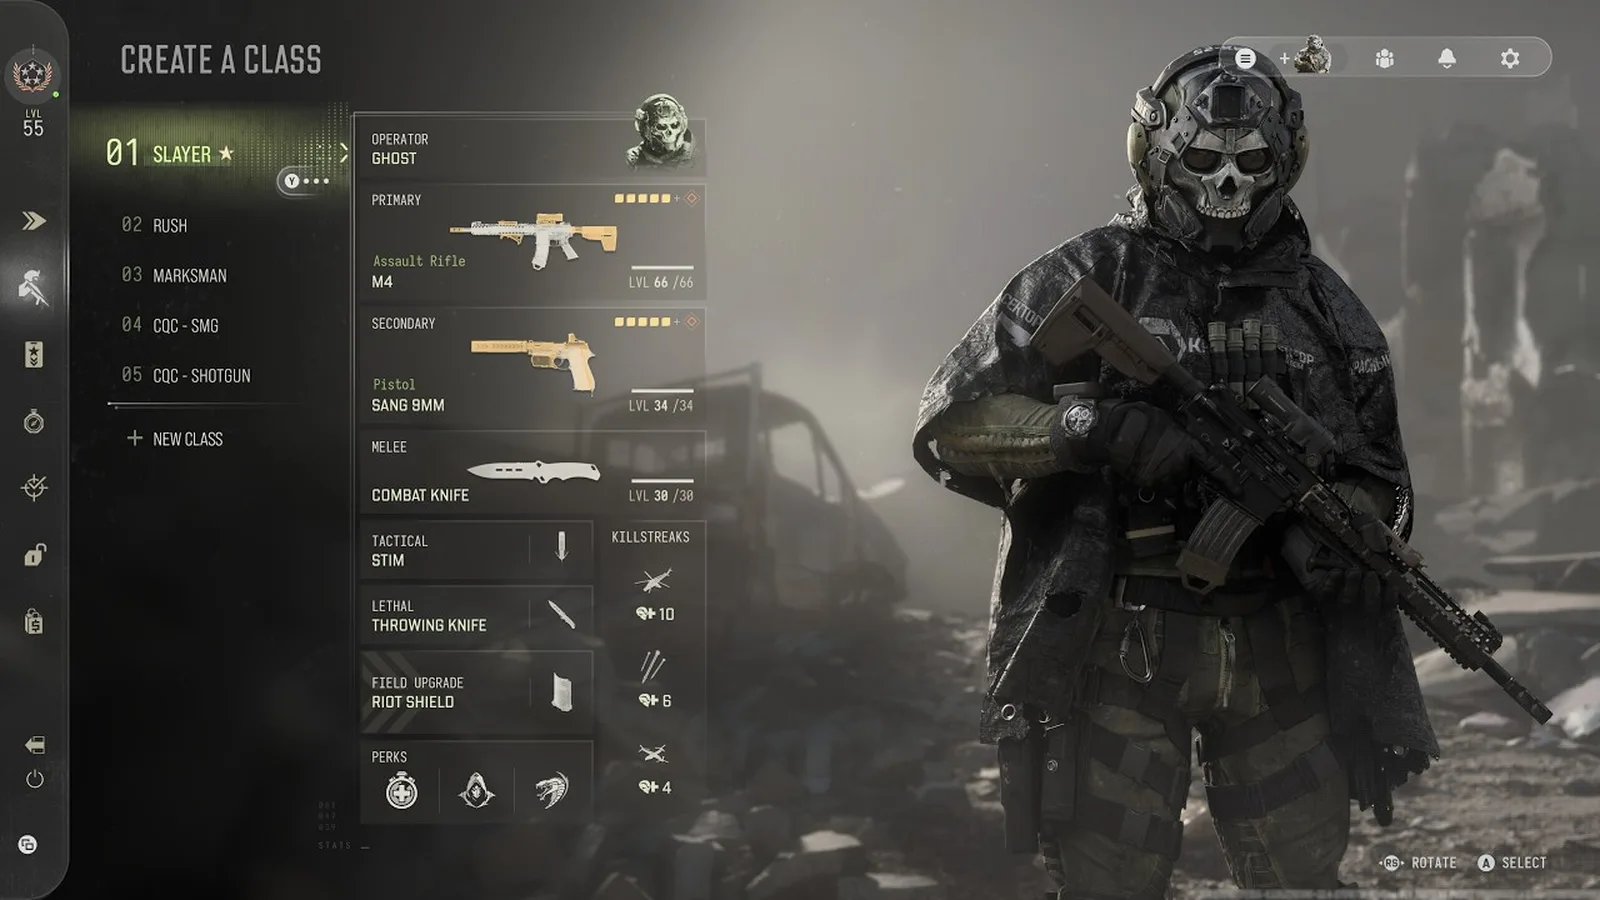 CREATE A CLASS
LVL
55
01 SLAYER
Y
02 RUSH
03 MARKSMAN
04 CQC - SMG
05 CQC - SHOTGUN
+ NEW CLASS
OPERATOR
GHOST
PRIMARY
+
Assault Rifle
M4
LVL 66 /66
SECONDARY
+
Pistol
SANG 9MM
LVL 34 /34
MELEE
COMBAT KNIFE
LVL 30 /30
TACTICAL
STIM
LETHAL
THROWING KNIFE
FIELD UPGRADE
RIOT SHIELD
PERKS
KILLSTREAKS
10
6
4
STATS _
RS ROTATE
A SELECT